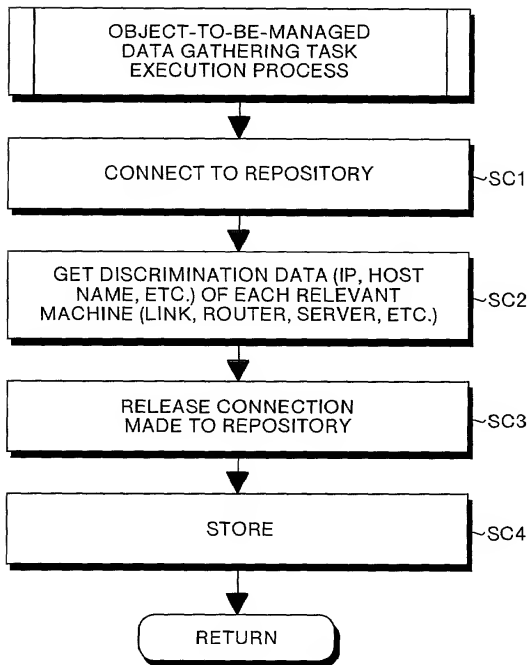 OBJECT-TO-BE-MANAGED
DATA GATHERING TASK
EXECUTION PROCESS
CONNECT TO REPOSITORY
SC1
GET DISCRIMINATION DATA (IP, HOST
NAME, ETC.) OF EACH RELEVANT
MACHINE (LINK, ROUTER, SERVER, ETC.)
SC2
RELEASE CONNECTION
MADE TO REPOSITORY
SC3
STORE
SC4
RETURN